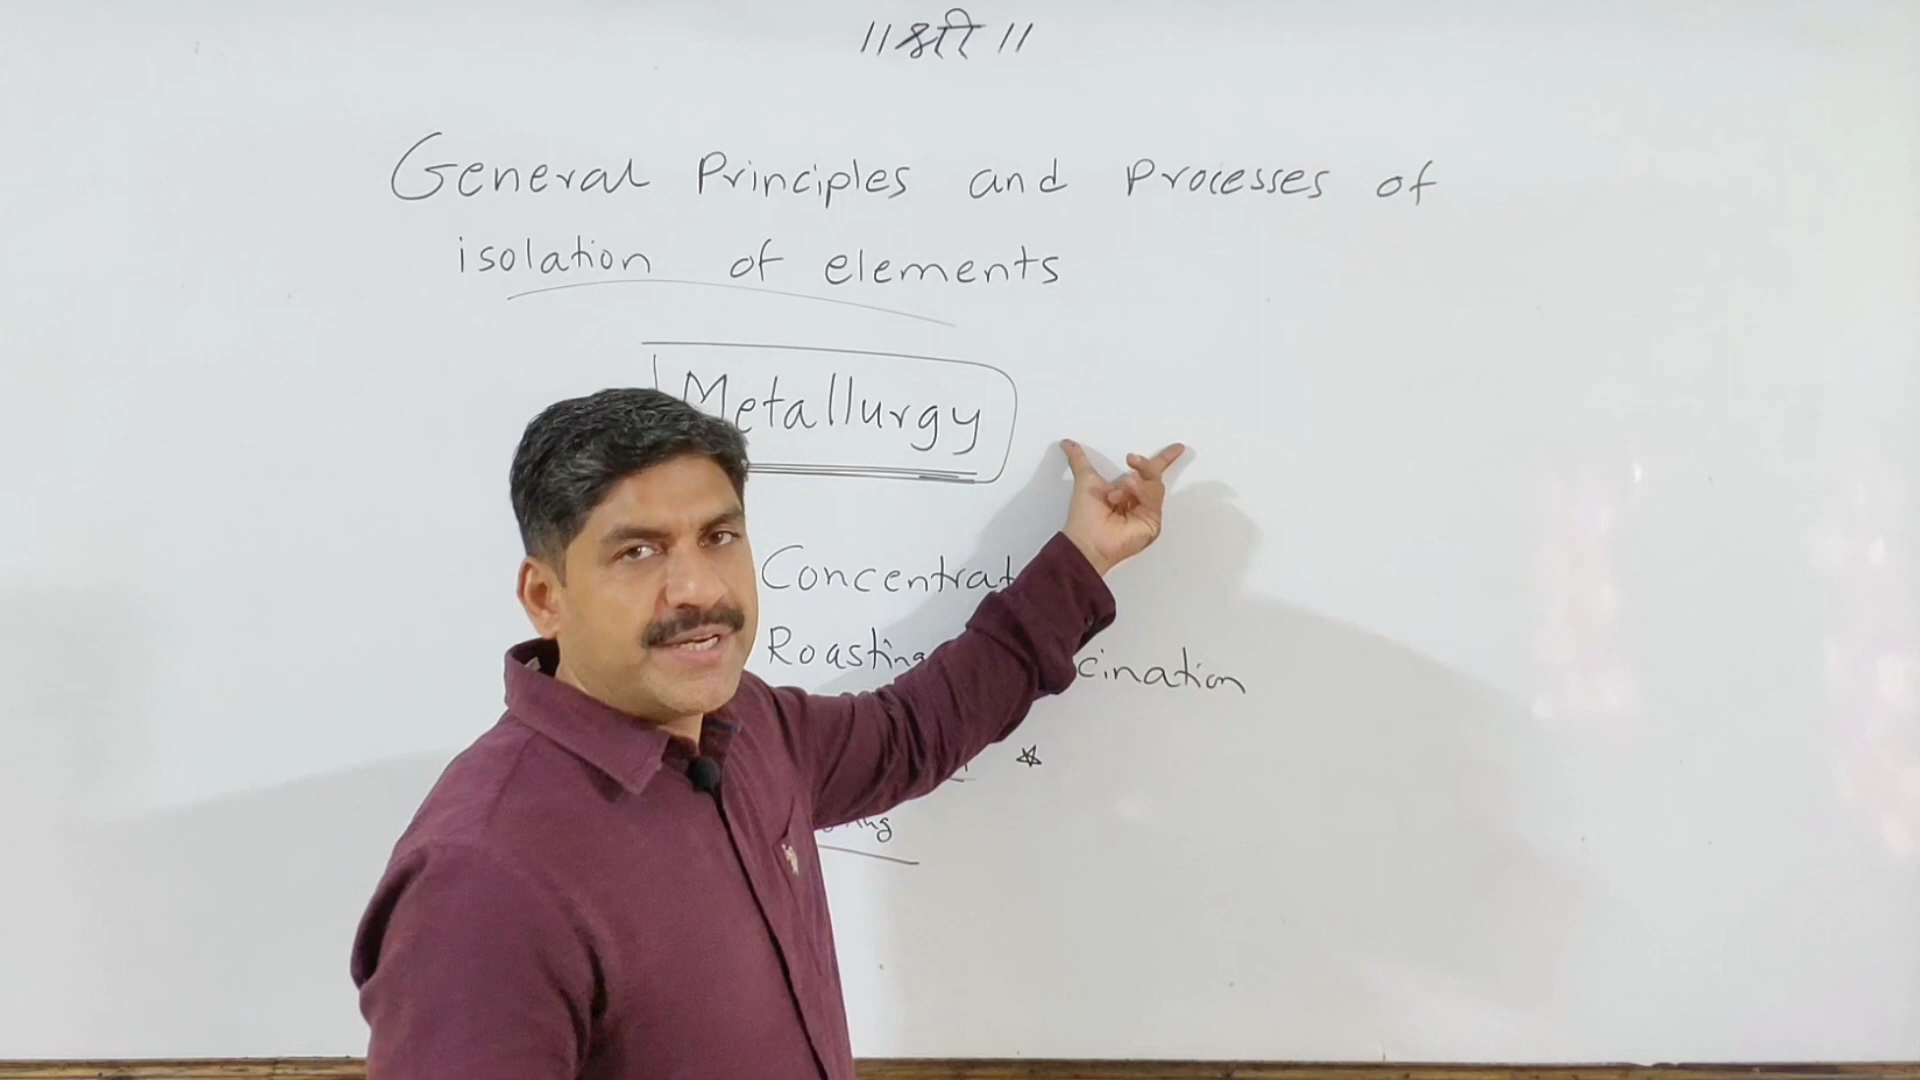 ॥ श्री ॥
General Principles and Processes of
isolation of elements
Metallurgy
Concentrat
Roasting cination